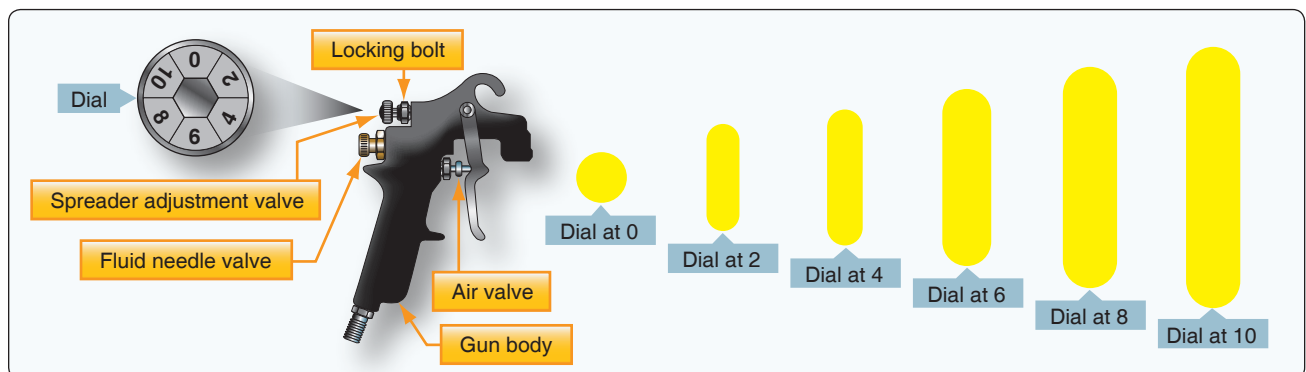 Locking bolt
Dial
0
2
4
6
8
10
Spreader adjustment valve
Fluid needle valve
Air valve
Gun body
Dial at 0
Dial at 2
Dial at 4
Dial at 6
Dial at 8
Dial at 10